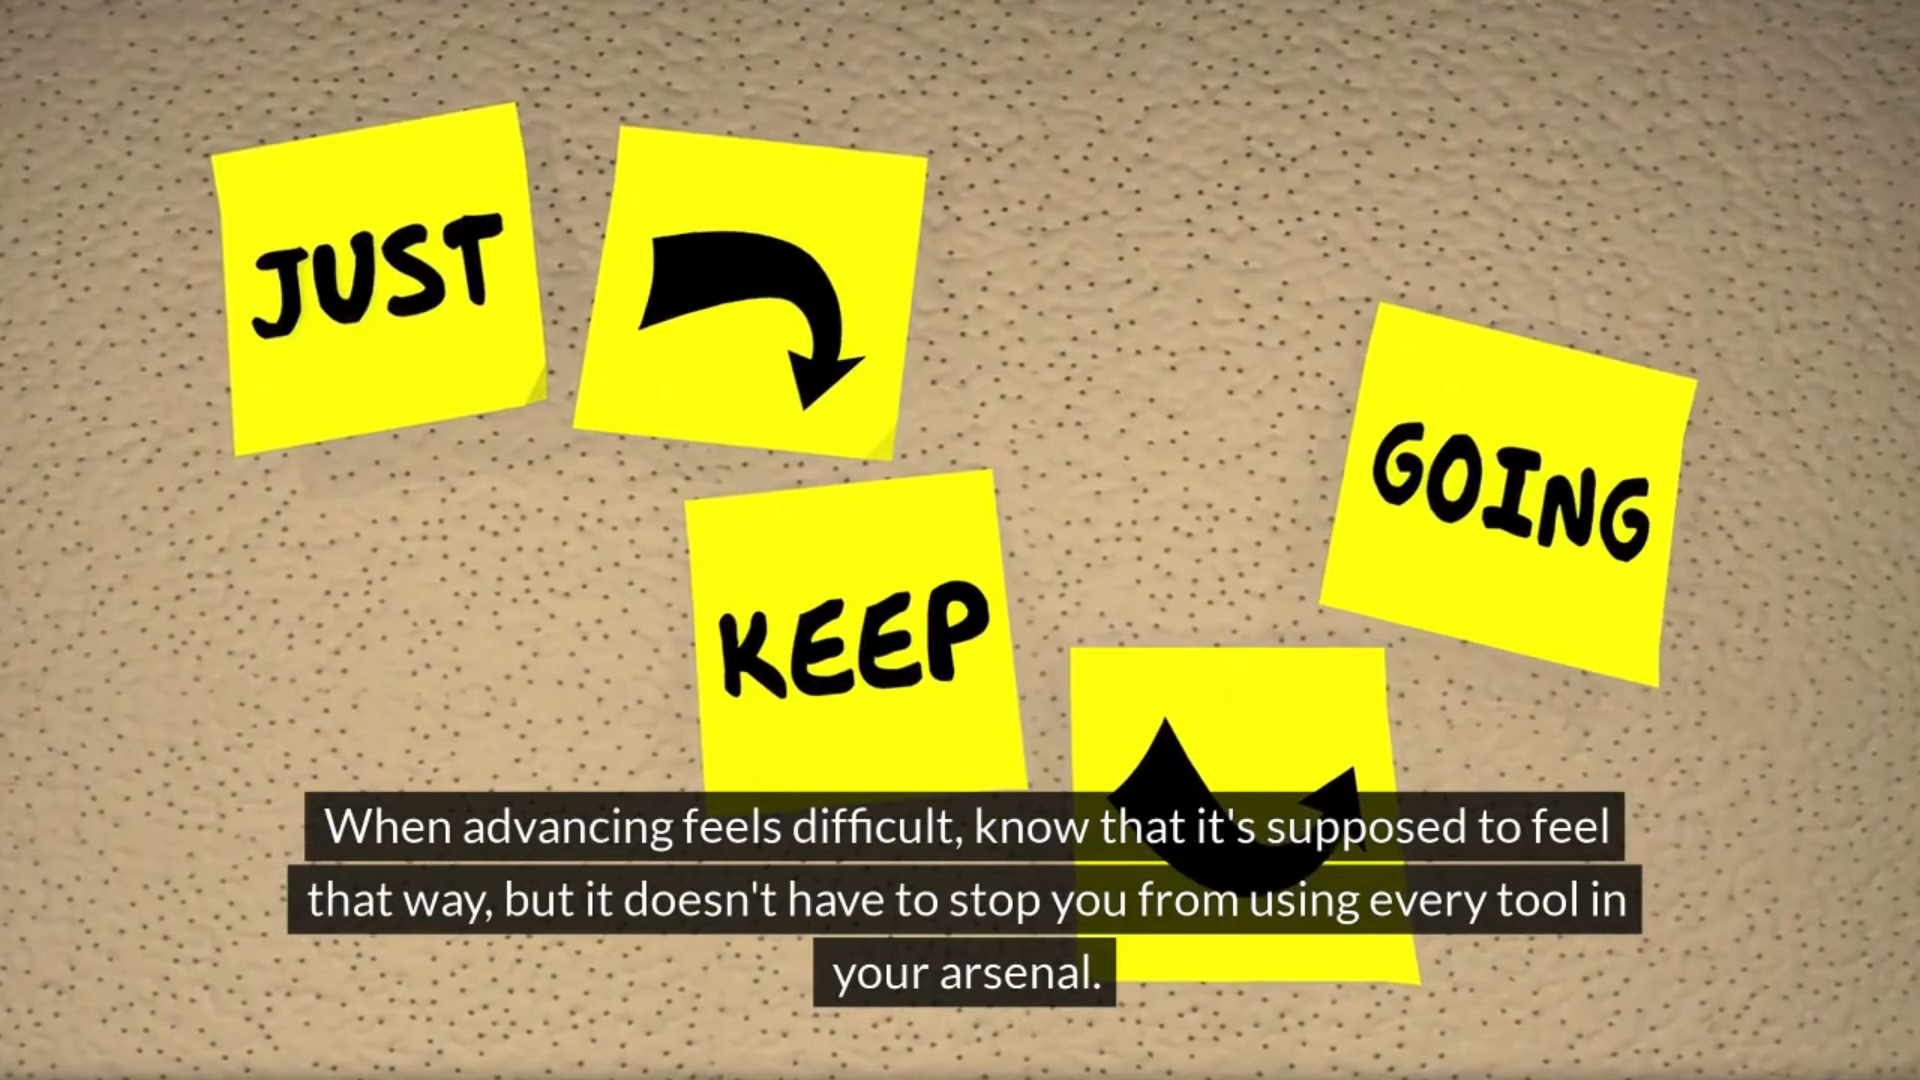 JUST
KEEP
GOING
When advancing feels difficult, know that it's supposed to feel
that way, but it doesn't have to stop you from using every tool in
your arsenal.